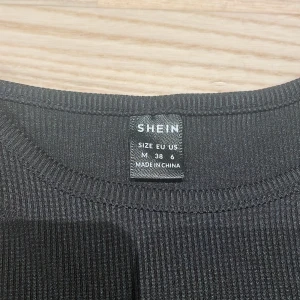 SHEIN
SIZE EU US
M 38 6
MADE IN CHINA